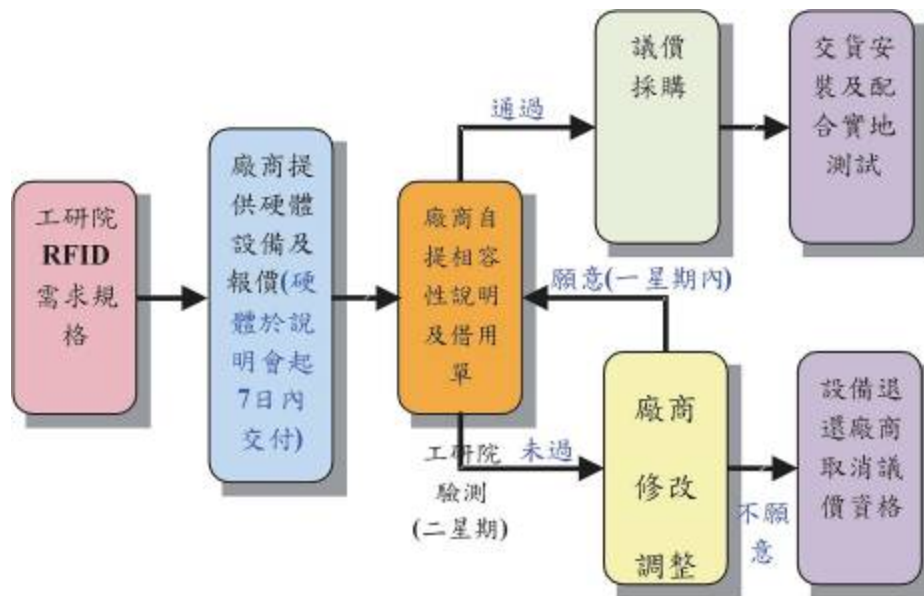 工研院
RFID
需求規
格
廠商提
供硬體
設備及
報價(硬
體於說
明會起
7日內
交付)
廠商自
提相容
性說明
及借用
單
通過
議價
採購
交貨安
裝及配
合實地
測試
工研院
驗測
(二星期)
未過
願意(一星期內)
廠商
修改
調整
不願
意
設備退
還廠商
取消議
價資格